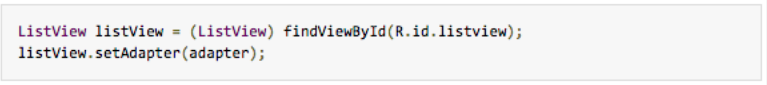 ListView listView = (ListView) findViewById(R.id.listview);
listView.setAdapter(adapter);